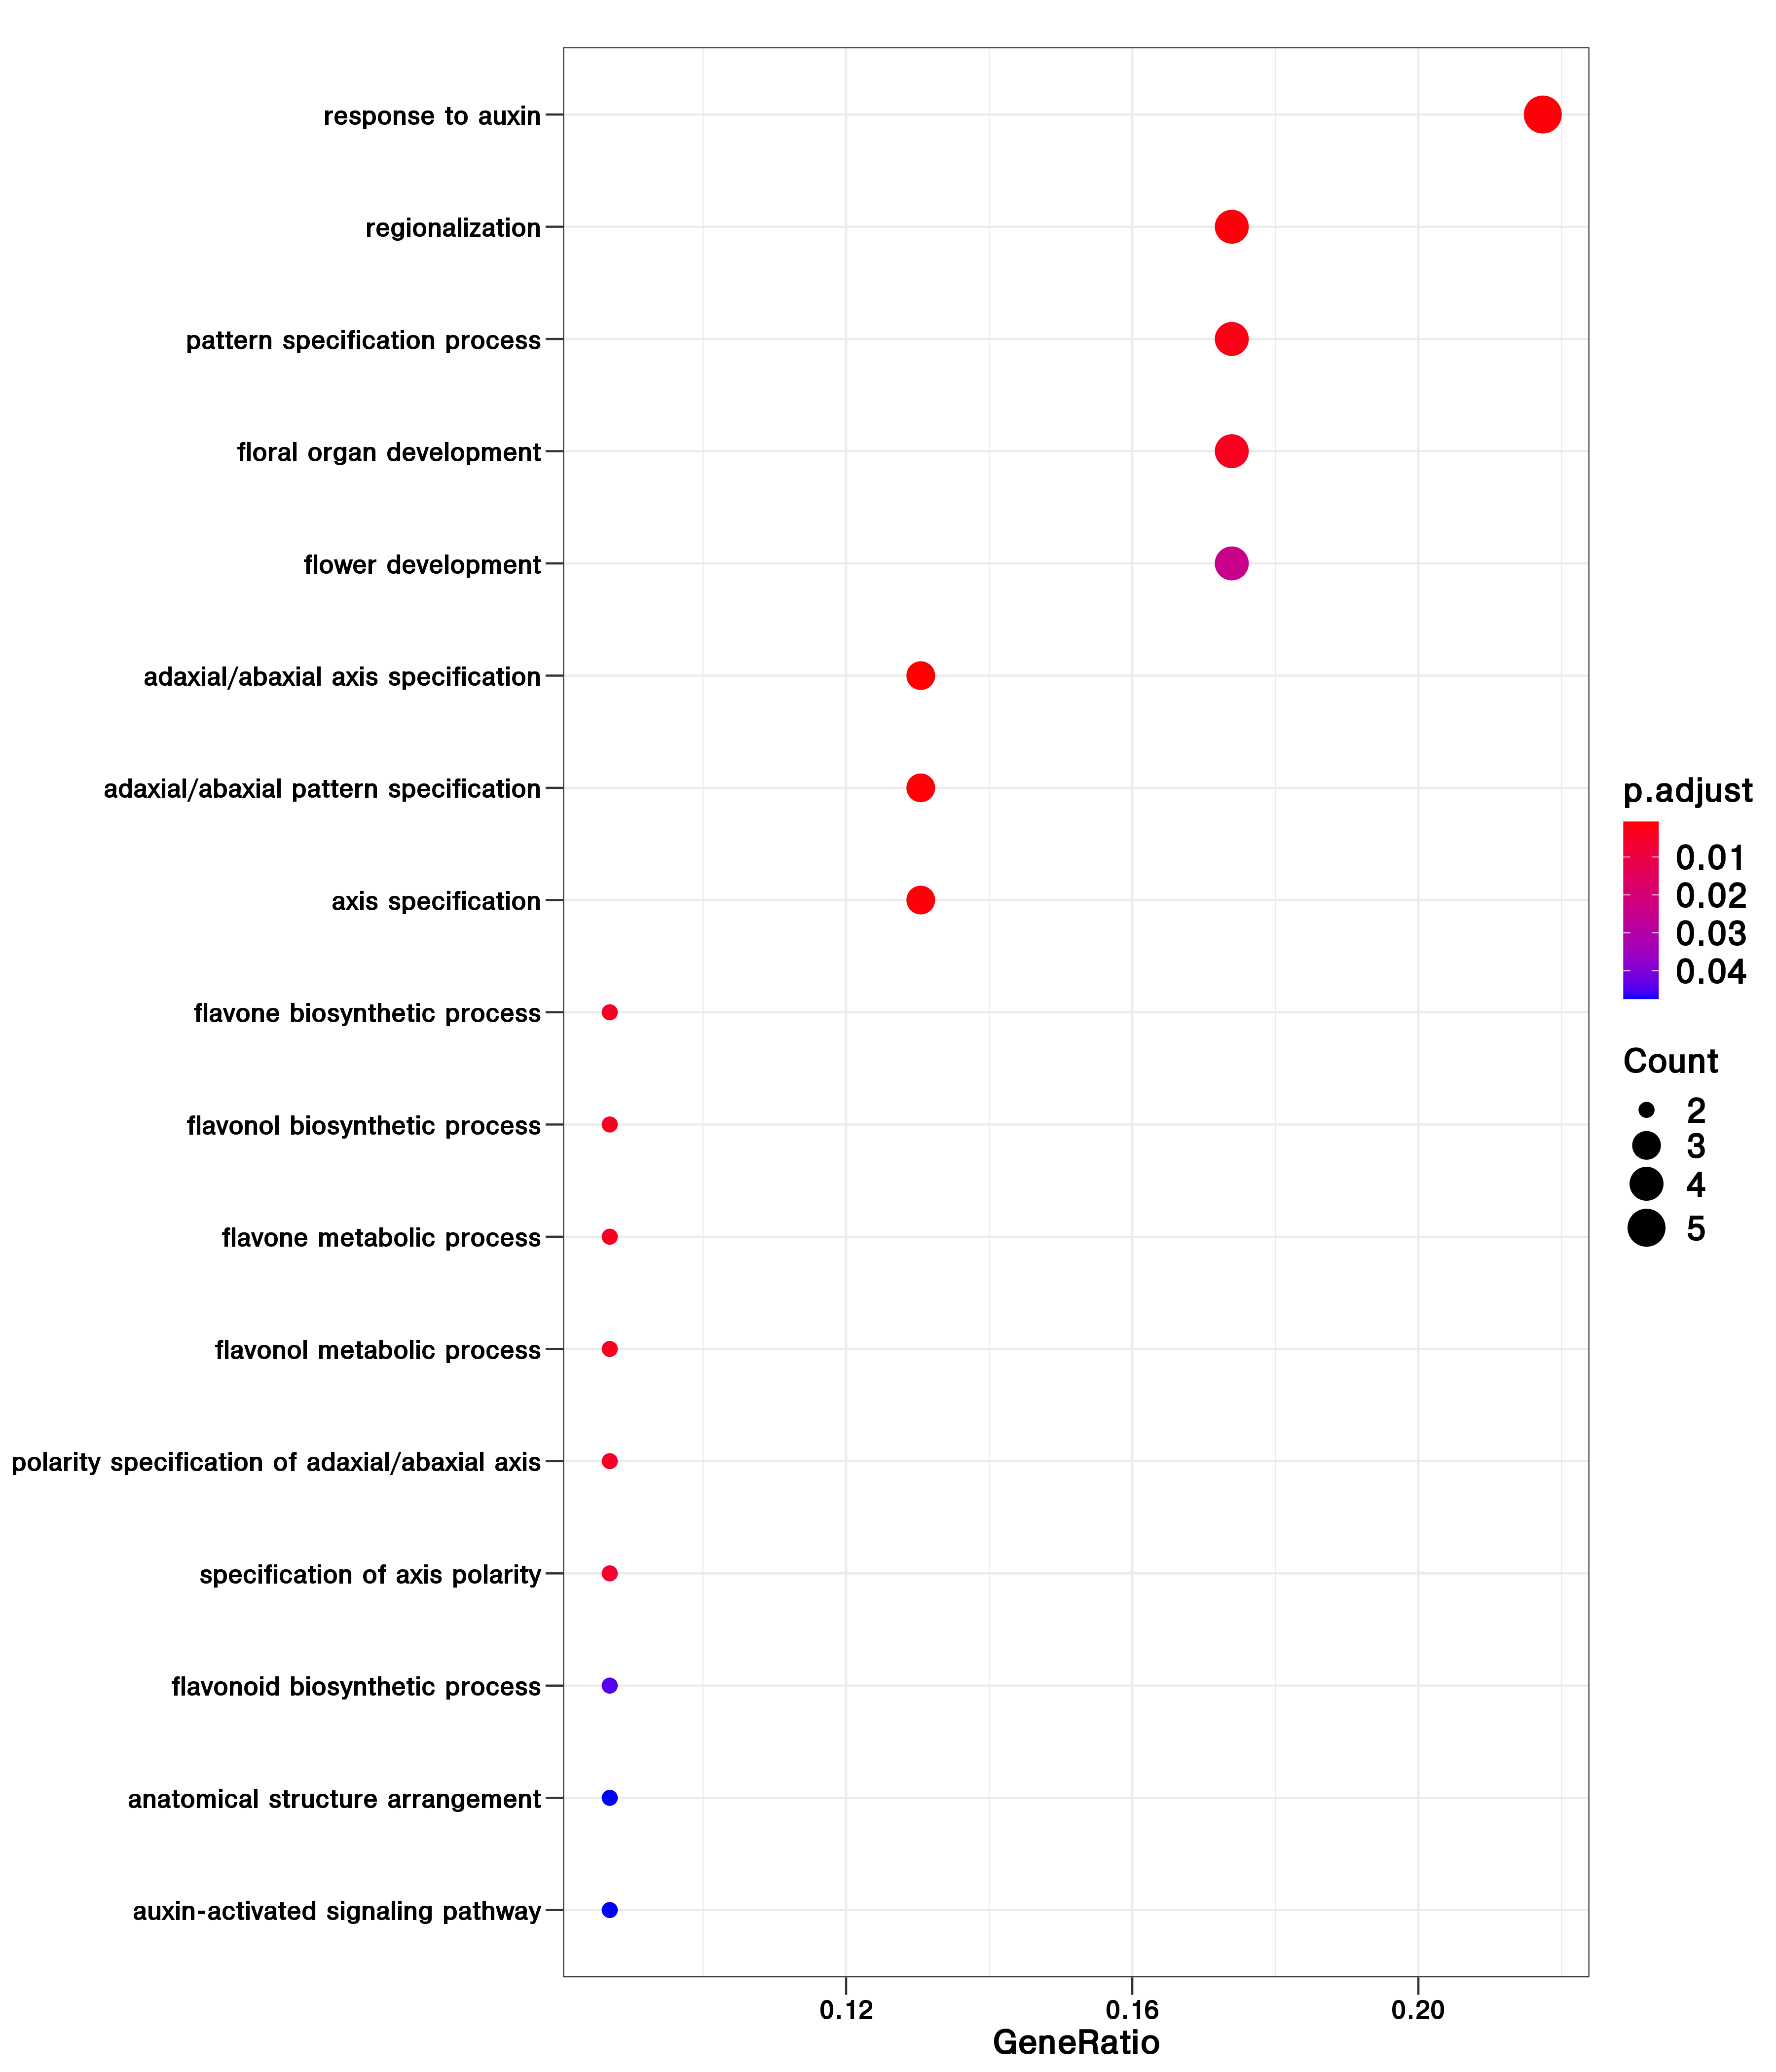 response to auxin
regionalization
pattern specification process
floral organ development
flower development
adaxial/abaxial axis specification
adaxial/abaxial pattern specification
axis specification
flavone biosynthetic process
flavonol biosynthetic process
flavone metabolic process
flavonol metabolic process
polarity specification of adaxial/abaxial axis
specification of axis polarity
flavonoid biosynthetic process
anatomical structure arrangement
auxin-activated signaling pathway
0.12 0.16 0.20
GeneRatio
p.adjust
0.01
0.02
0.03
0.04
Count
2
3
4
5